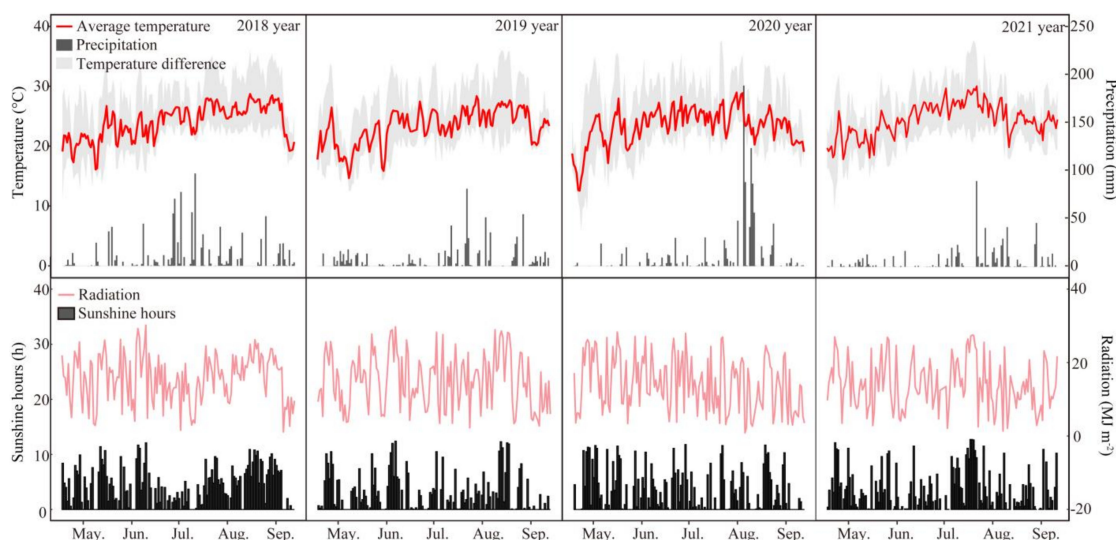 40
Average temperature
2018 year
2019 year
2020 year
2021 year
250
Precipitation
Temperature difference
200
30
150
20
100
10
50
0
0
Temperature (°C)
Precipitation (mm)
40
Radiation
40
Sunshine hours
30
20
20
10
0
0
-20
Sunshine hours (h)
Radiation (MJ m⁻²)
May. Jun. Jul. Aug. Sep. May. Jun. Jul. Aug. Sep. May. Jun. Jul. Aug. Sep. May. Jun. Jul. Aug. Sep.